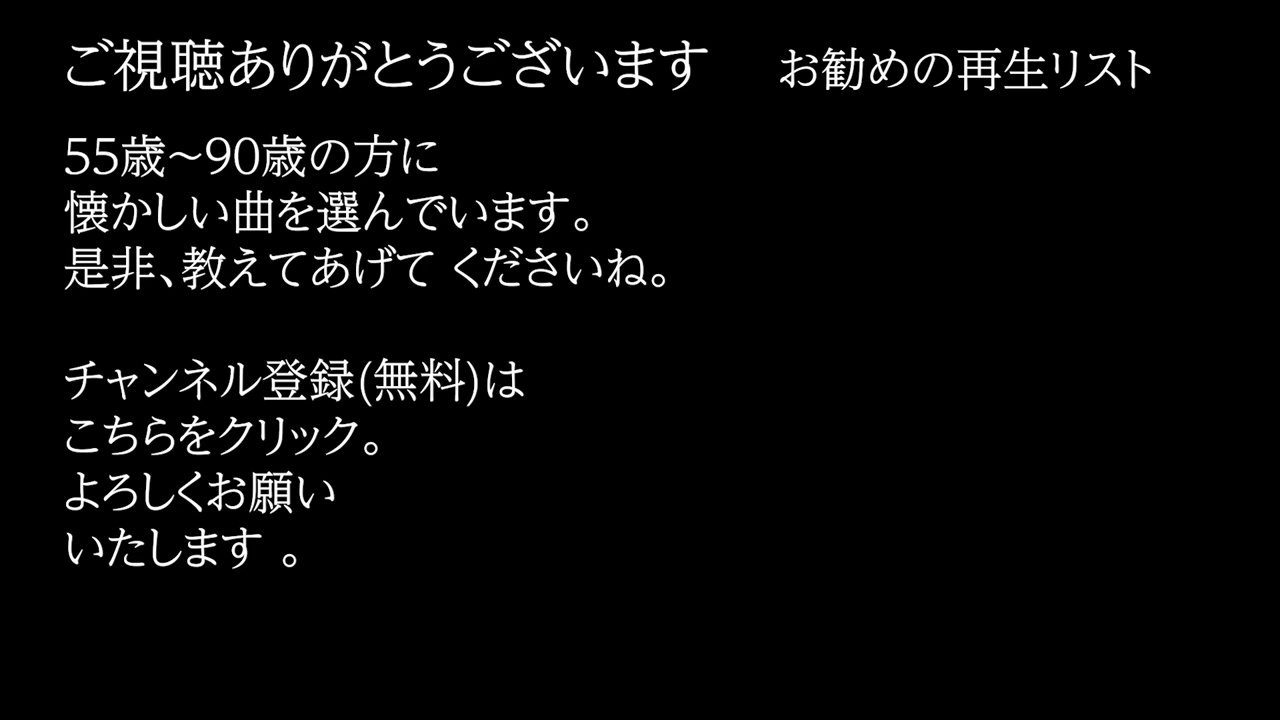 ご視聴ありがとうございます
お勧めの再生リスト
55歳～90歳の方に
懐かしい曲を選んでいます。
是非、教えてあげて くださいね。
チャンネル登録(無料)は
こちらをクリック。
よろしくお願い
いたします 。